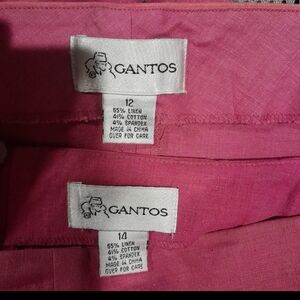 GANTOS
12
55% LINEN
41% COTTON
4% SPANDEX
MADE IN CHINA
OVER FOR CARE
GANTOS
14
55% LINEN
41% COTTON
4% SPANDEX
MADE IN CHINA
OVER FOR CARE